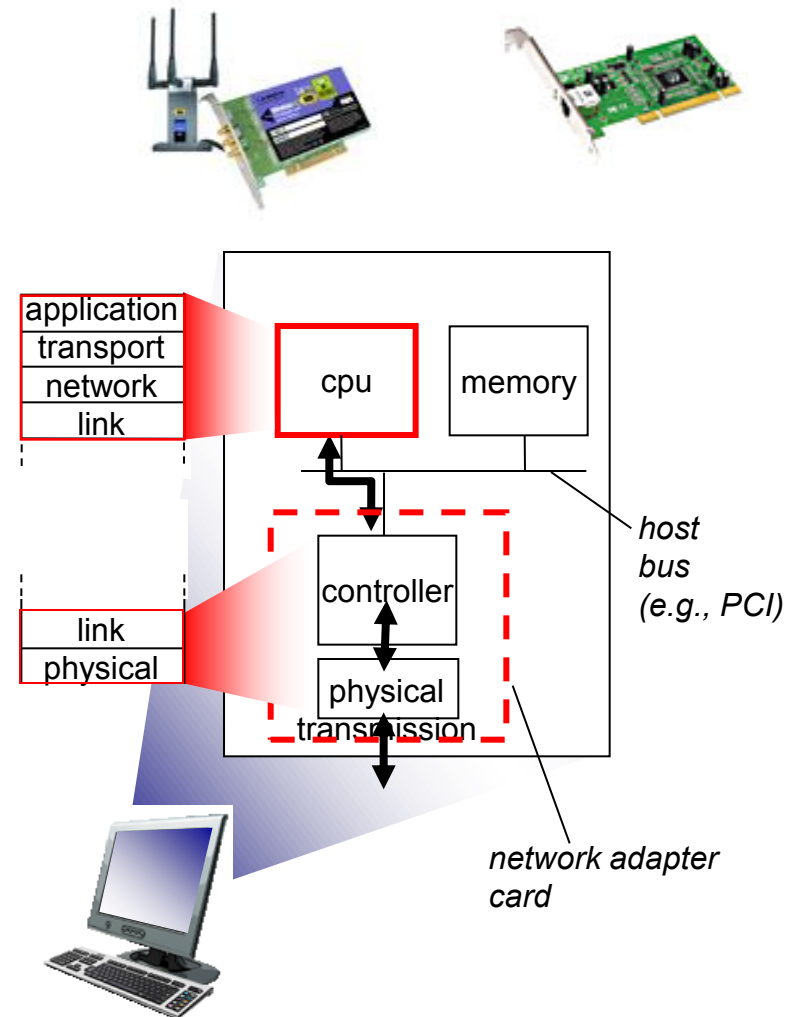 application
transport
network
link
cpu
memory
host
bus
(e.g., PCI)
controller
link
physical
physical
transmission
network adapter
card